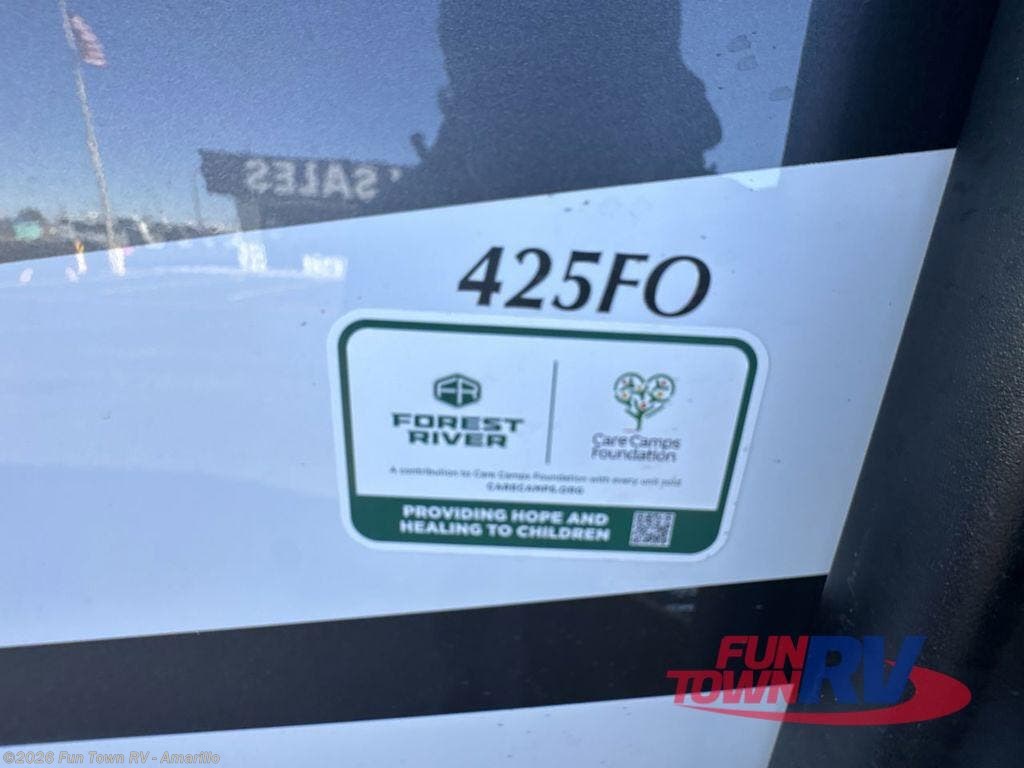 SALES
425FO
FR
FOREST
RIVER
Care Camps
Foundation
A contribution to Care Camps Foundation with every unit sold
CARECAMPS.ORG
PROVIDING HOPE AND
HEALING TO CHILDREN
FUN
TOWN RV
©2026 Fun Town RV - Amarillo